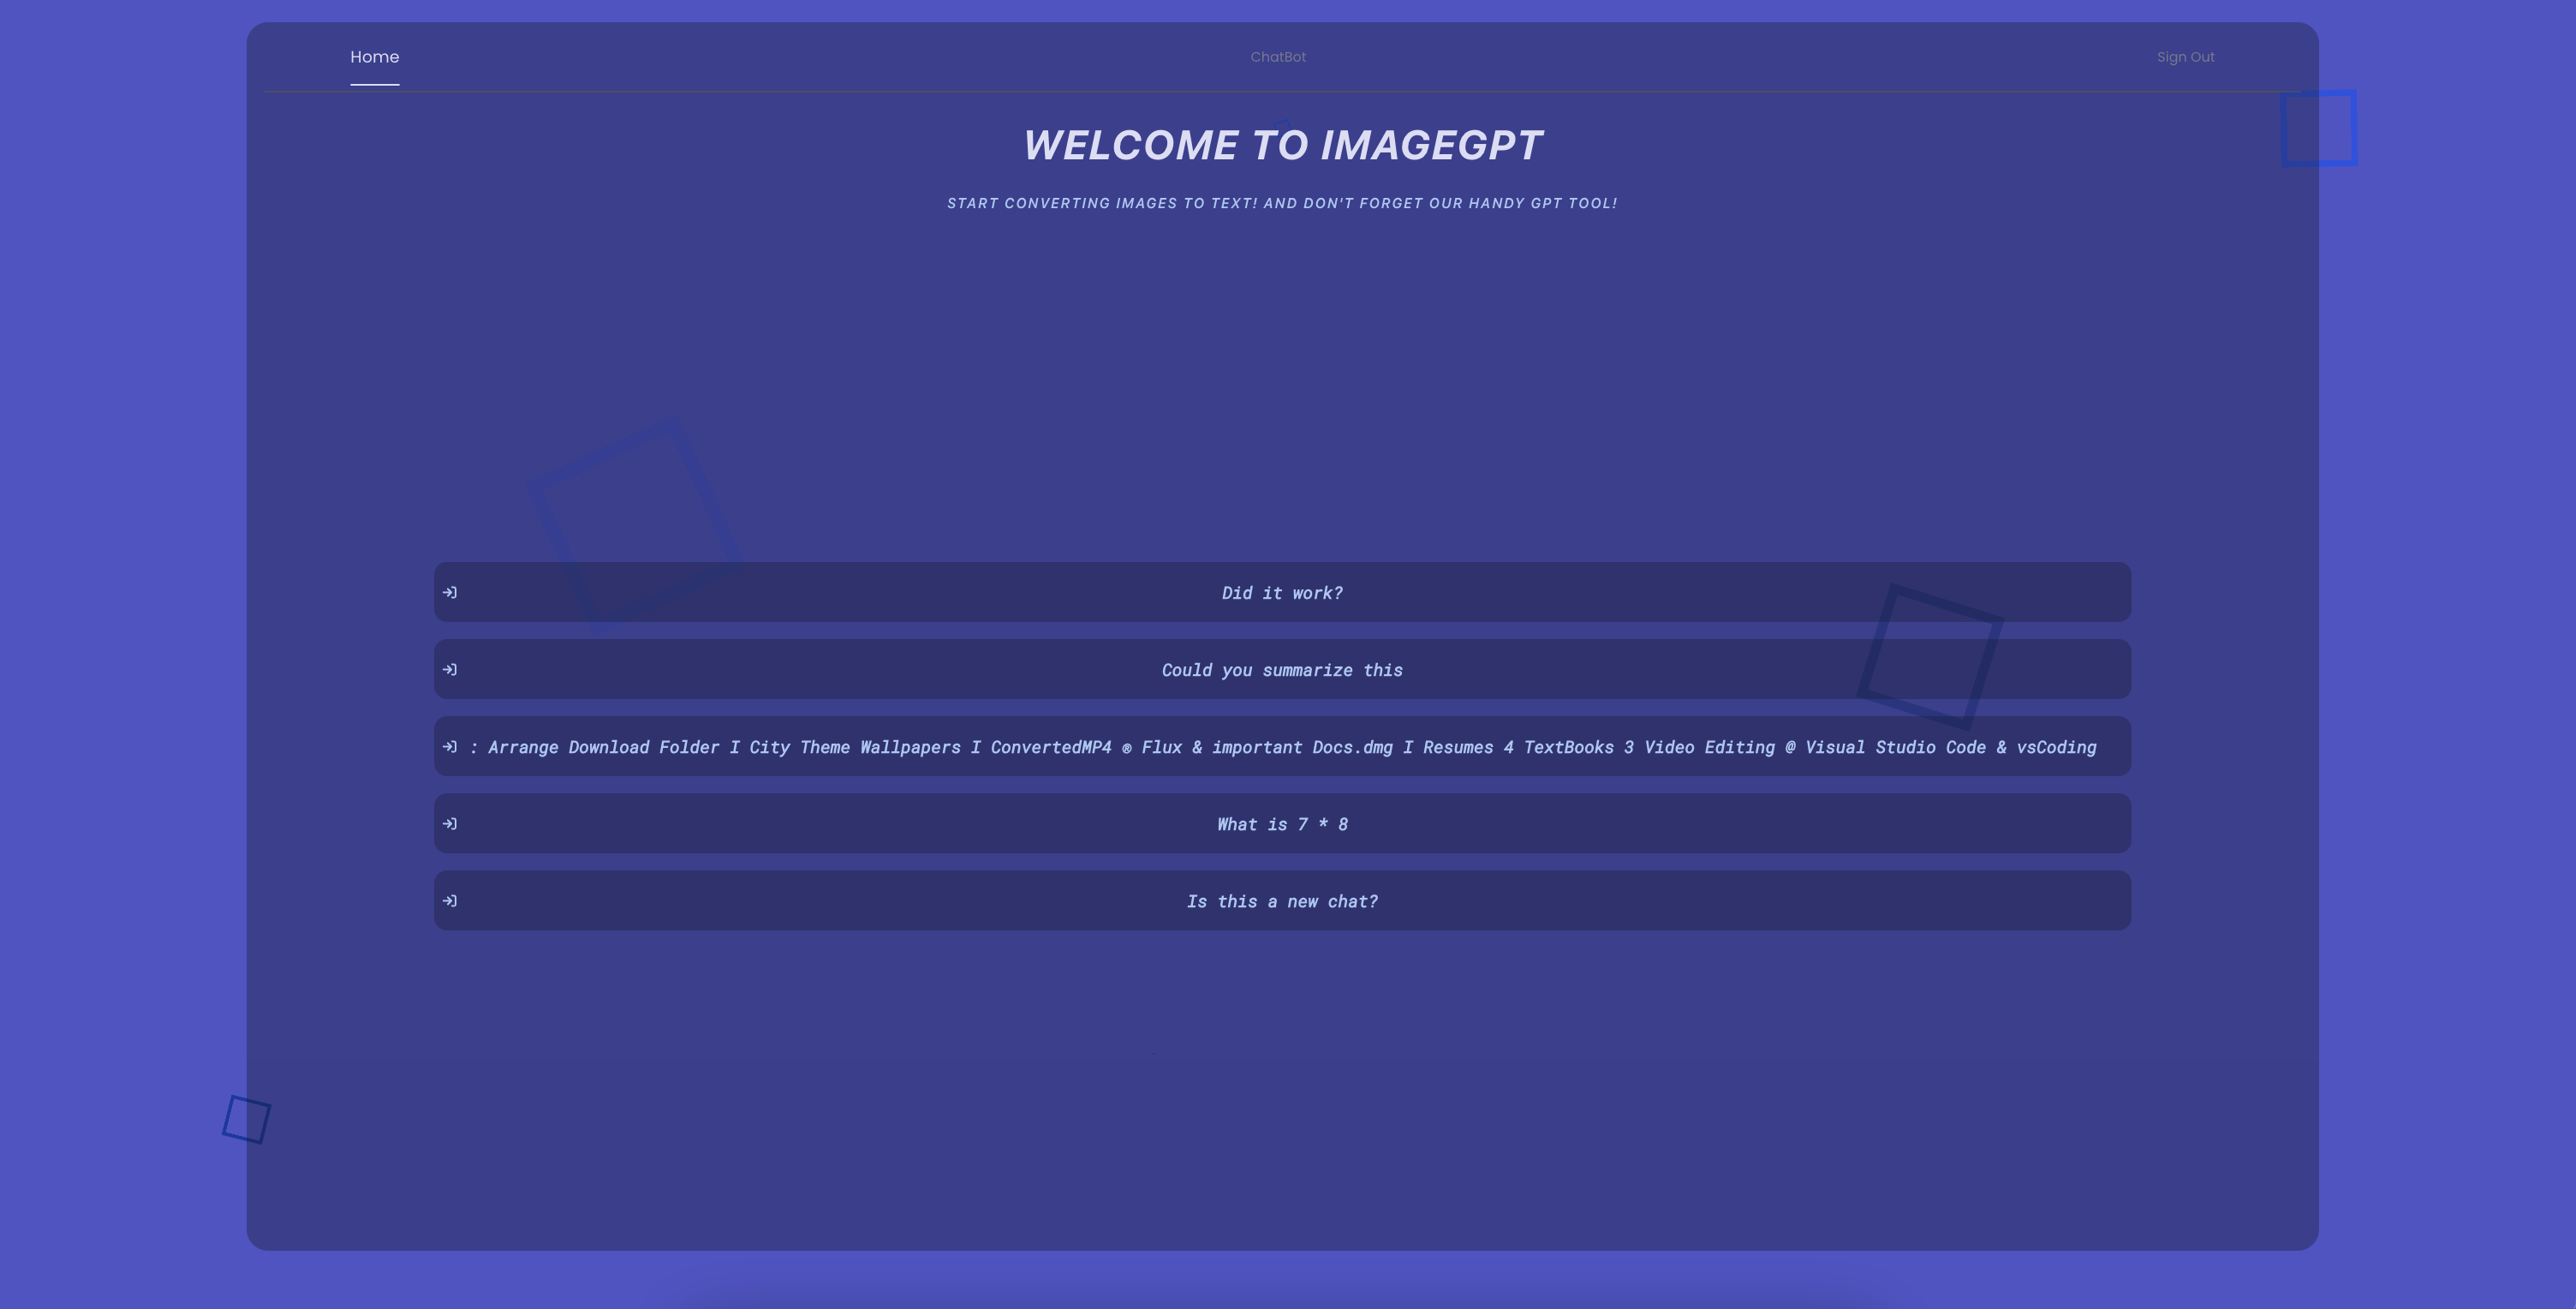 Home
ChatBot
Sign Out
WELCOME TO IMAGEGPT
START CONVERTING IMAGES TO TEXT! AND DON'T FORGET OUR HANDY GPT TOOL!
Did it work?
Could you summarize this
: Arrange Download Folder I City Theme Wallpapers I ConvertedMP4 ® Flux & important Docs.dmg I Resumes 4 TextBooks 3 Video Editing @ Visual Studio Code & vsCoding
What is 7 * 8
Is this a new chat?